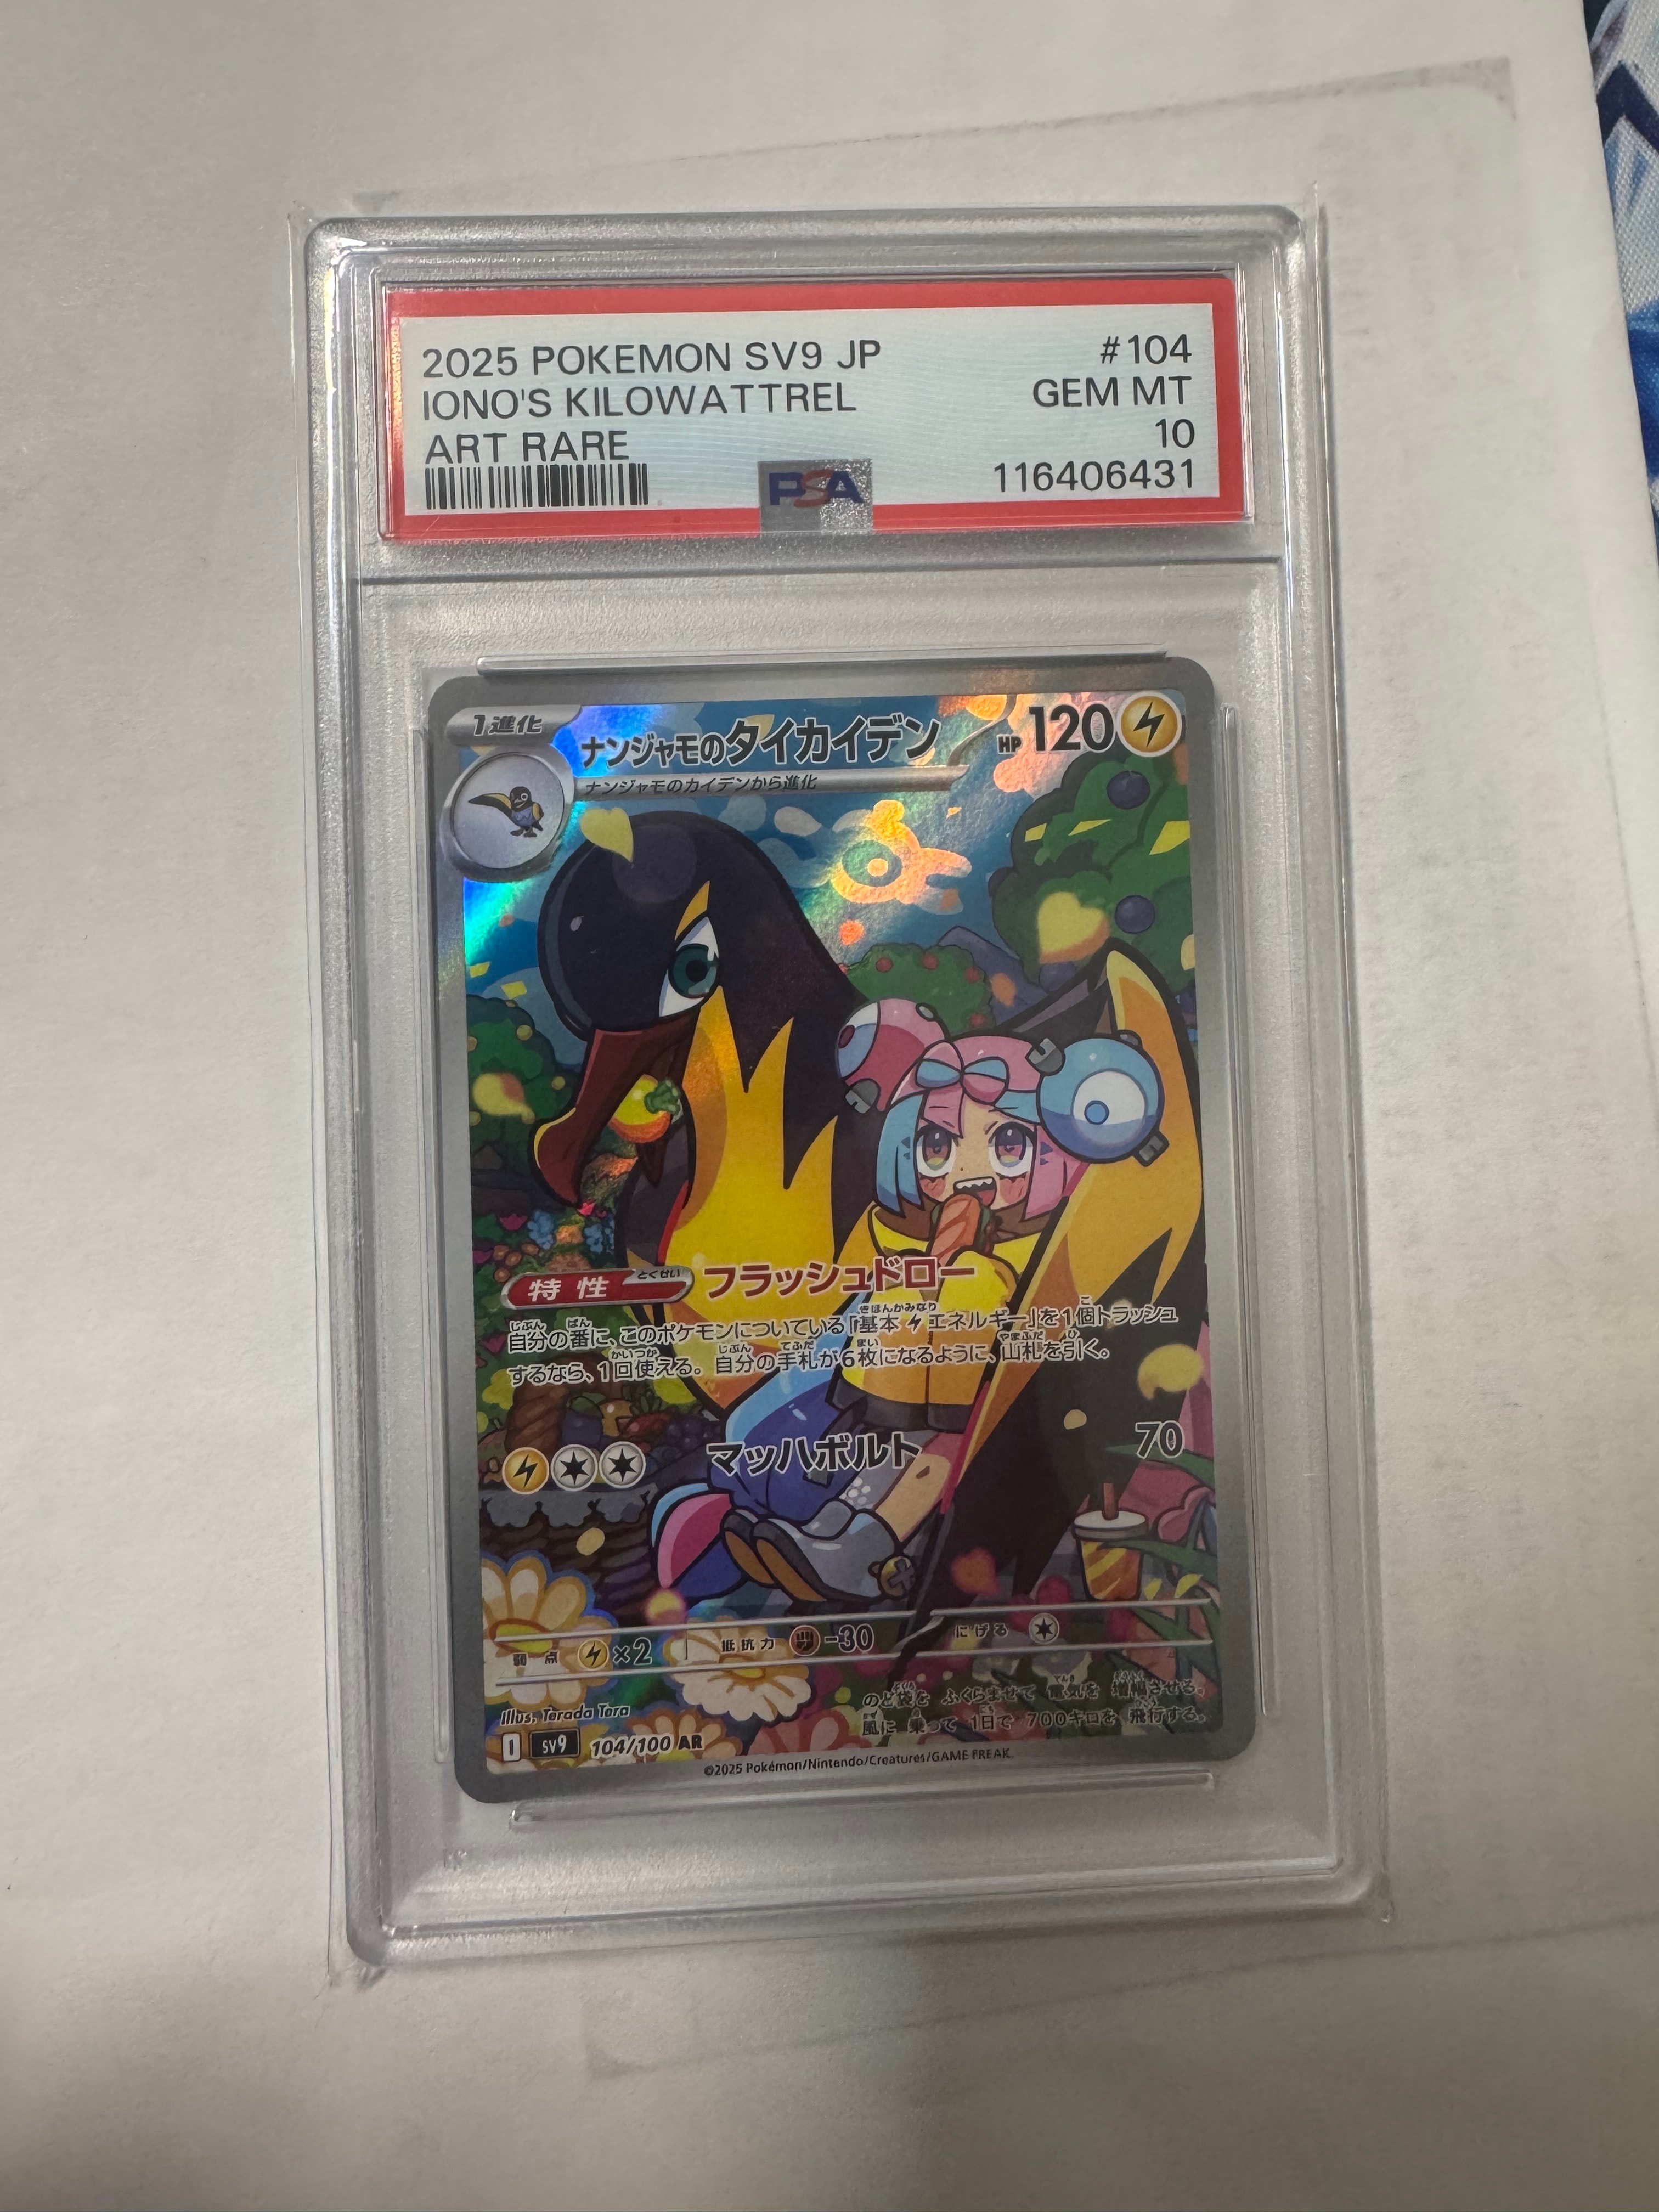 2025 POKEMON SV9 JP #104
IONO'S KILOWATTREL GEM MT
ART RARE 10
PSA 116406431
1進化
ナンジャモのタイカイデン HP 120
ナンジャモのカイデンから進化
特性 とくせい フラッシュドロー
自分の番に、このポケモンについている「基本エネルギー」を1個トラッシュ
するなら、1回使える。自分の手札が6枚になるように、山札を引く。
マッハボルト 70
弱点 ×2 抵抗力 -30 にげる
のど袋を ふくらませて 電気を 増幅させる。
風に 乗って 1日で 700キロを 飛行する。
Illus. Terada Tera
I SV9 104/100 AR
©2025 Pokémon/Nintendo/Creatures/GAME FREAK.